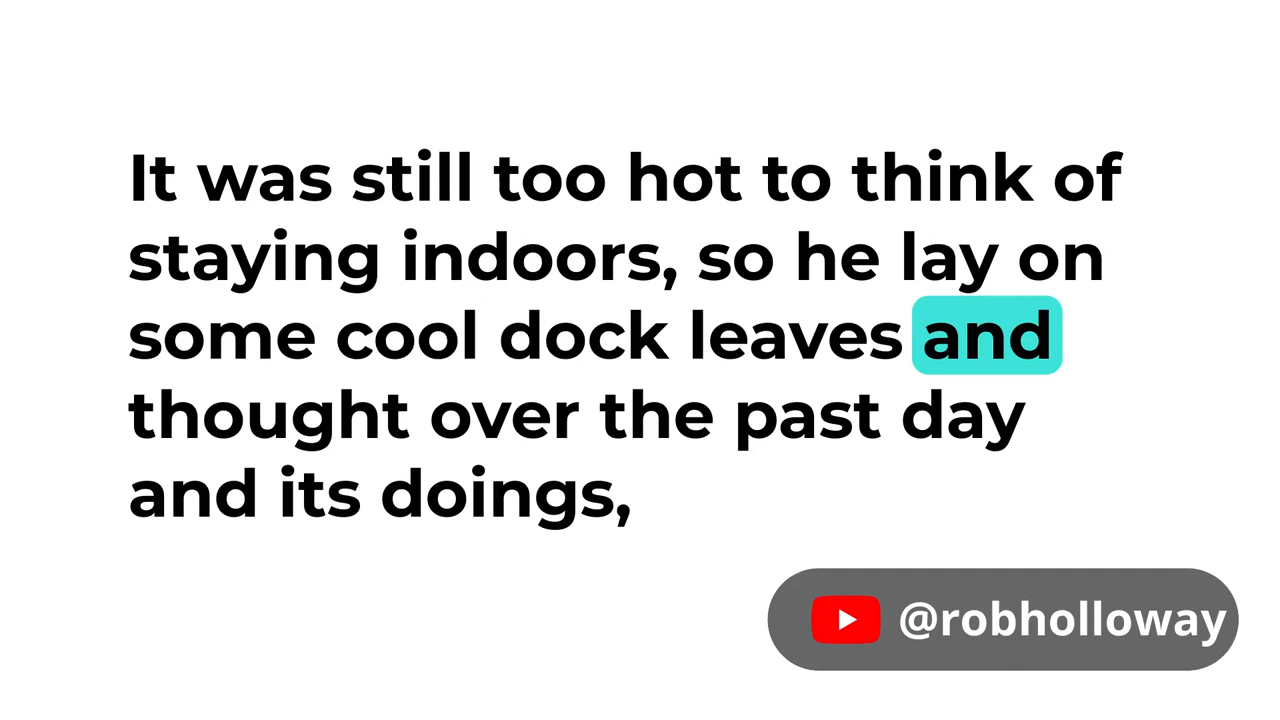 It was still too hot to think of
staying indoors, so he lay on
some cool dock leaves and
thought over the past day
and its doings,
@robholloway